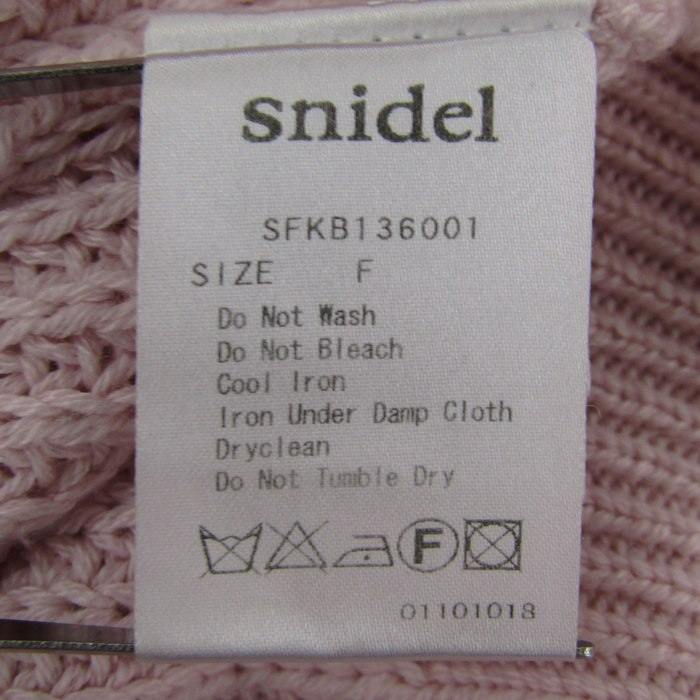 snidel
SFKB136001
SIZE F
Do Not Wash
Do Not Bleach
Cool Iron
Iron Under Damp Cloth
Dryclean
Do Not Tumble Dry
F
01101018